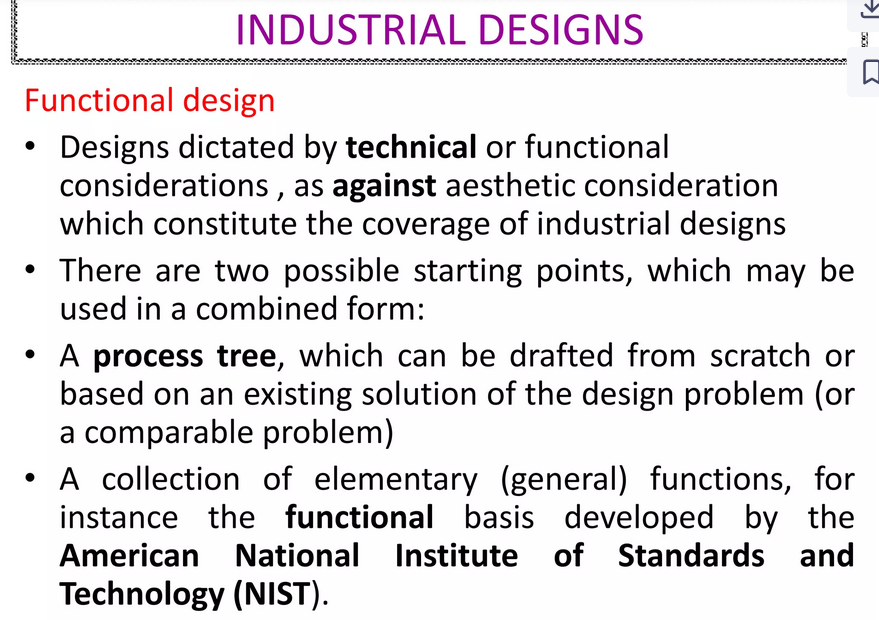 INDUSTRIAL DESIGNS
Functional design
• Designs dictated by technical or functional
considerations , as against aesthetic consideration
which constitute the coverage of industrial designs
• There are two possible starting points, which may be
used in a combined form:
• A process tree, which can be drafted from scratch or
based on an existing solution of the design problem (or
a comparable problem)
• A collection of elementary (general) functions, for
instance the functional basis developed by the
American National Institute of Standards and
Technology (NIST).